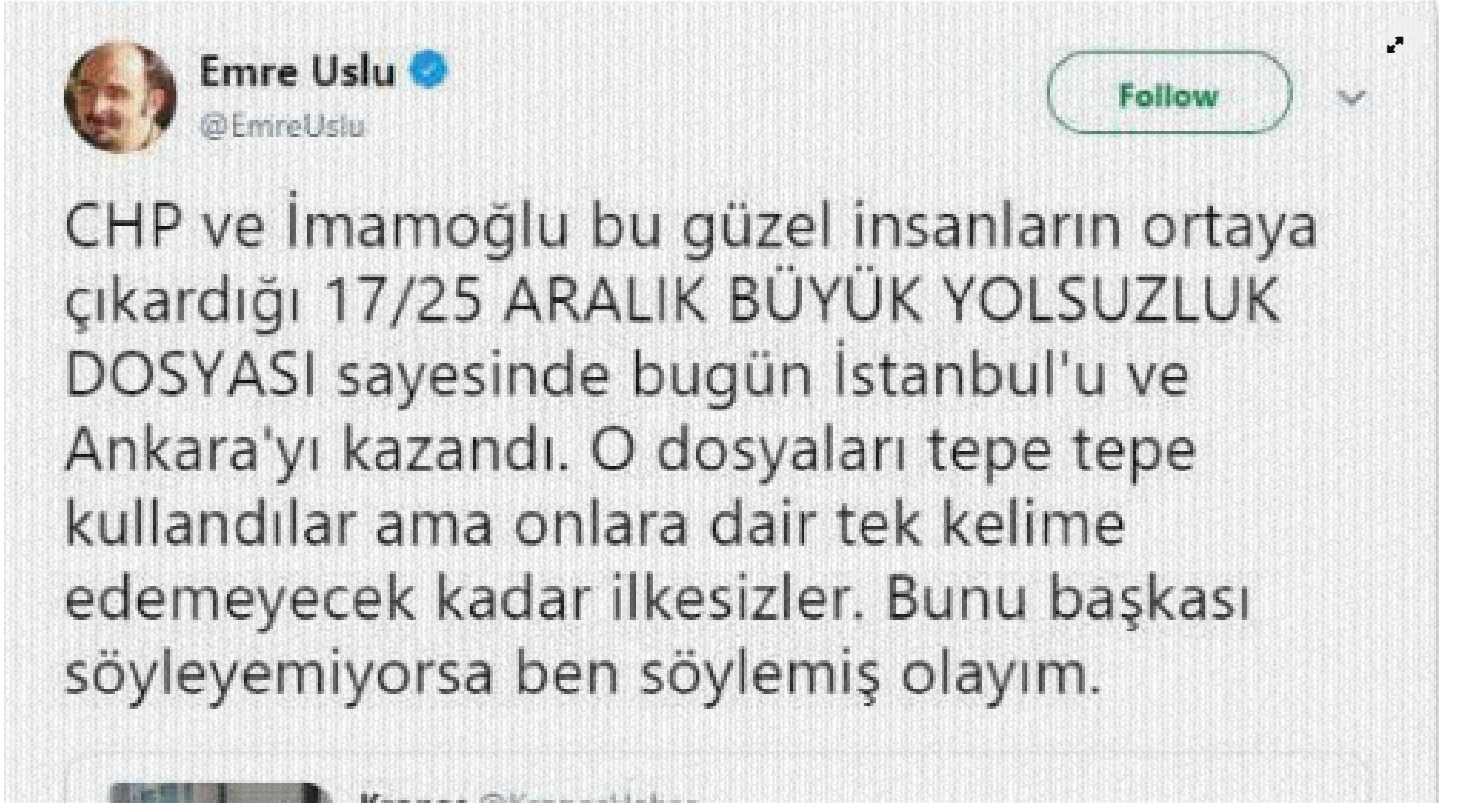 Emre Uslu
@EmreUslu
Follow
CHP ve İmamoğlu bu güzel insanların ortaya
çıkardığı 17/25 ARALIK BÜYÜK YOLSUZLUK
DOSYASI sayesinde bugün İstanbul'u ve
Ankara'yı kazandı. O dosyaları tepe tepe
kullandılar ama onlara dair tek kelime
edemeyecek kadar ilkesizler. Bunu başkası
söyleyemiyorsa ben söylemiş olayım.